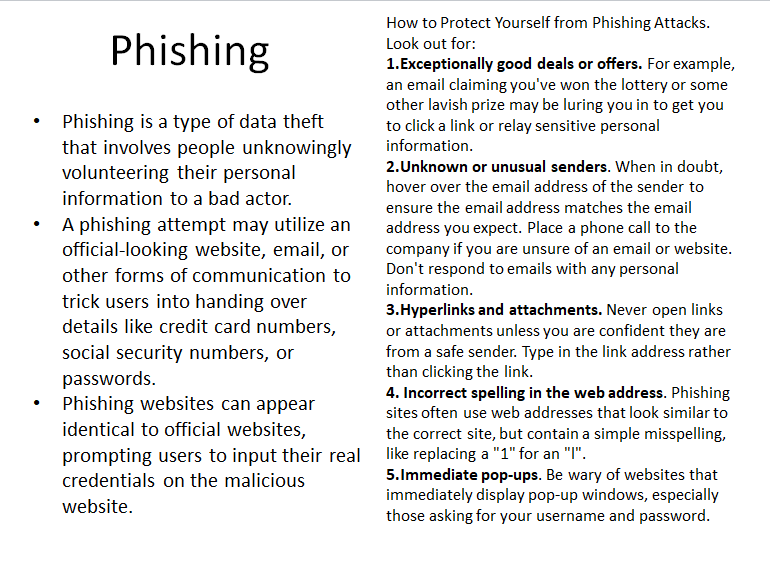 Phishing
• Phishing is a type of data theft
that involves people unknowingly
volunteering their personal
information to a bad actor.
• A phishing attempt may utilize an
official-looking website, email, or
other forms of communication to
trick users into handing over
details like credit card numbers,
social security numbers, or
passwords.
• Phishing websites can appear
identical to official websites,
prompting users to input their real
credentials on the malicious
website.
How to Protect Yourself from Phishing Attacks.
Look out for:
1.Exceptionally good deals or offers. For example,
an email claiming you've won the lottery or some
other lavish prize may be luring you in to get you
to click a link or relay sensitive personal
information.
2.Unknown or unusual senders. When in doubt,
hover over the email address of the sender to
ensure the email address matches the email
address you expect. Place a phone call to the
company if you are unsure of an email or website.
Don't respond to emails with any personal
information.
3.Hyperlinks and attachments. Never open links
or attachments unless you are confident they are
from a safe sender. Type in the link address rather
than clicking the link.
4. Incorrect spelling in the web address. Phishing
sites often use web addresses that look similar to
the correct site, but contain a simple misspelling,
like replacing a "1" for an "l".
5.Immediate pop-ups. Be wary of websites that
immediately display pop-up windows, especially
those asking for your username and password.